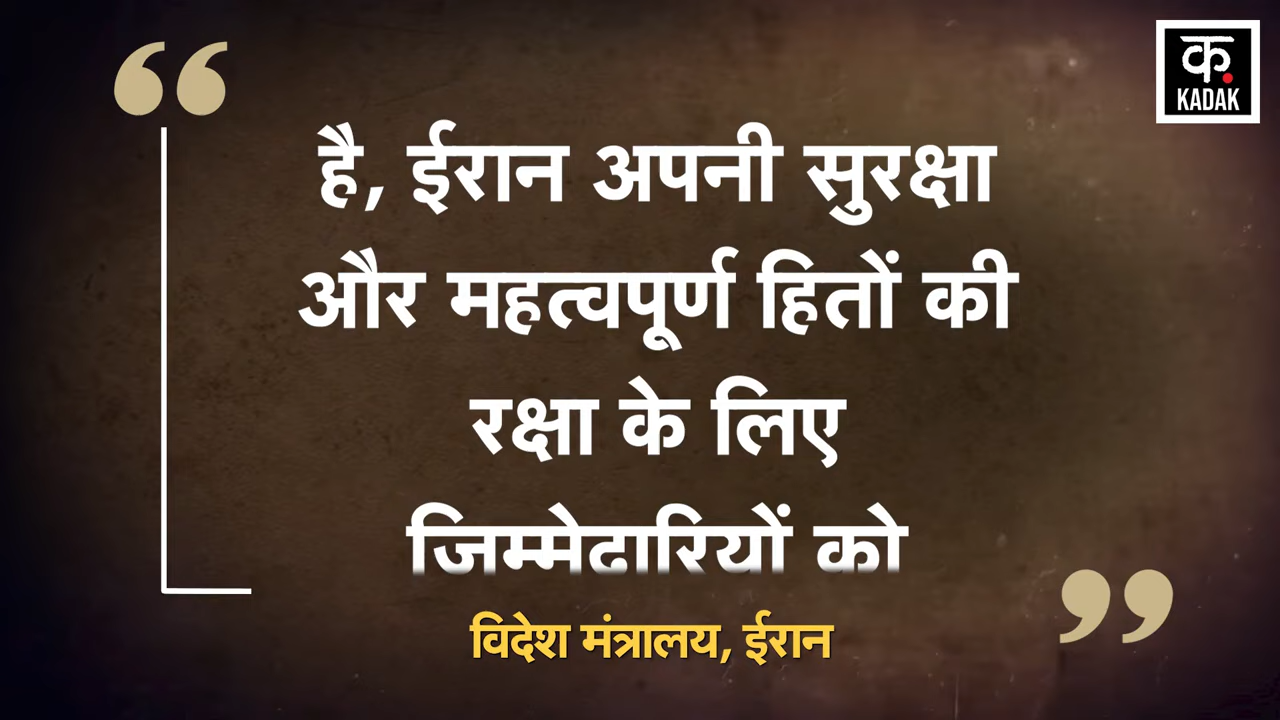 क
KADAK
“
है, ईरान अपनी सुरक्षा
और महत्वपूर्ण हितों की
रक्षा के लिए
जिम्मेदारियों को
विदेश मंत्रालय, ईरान
”